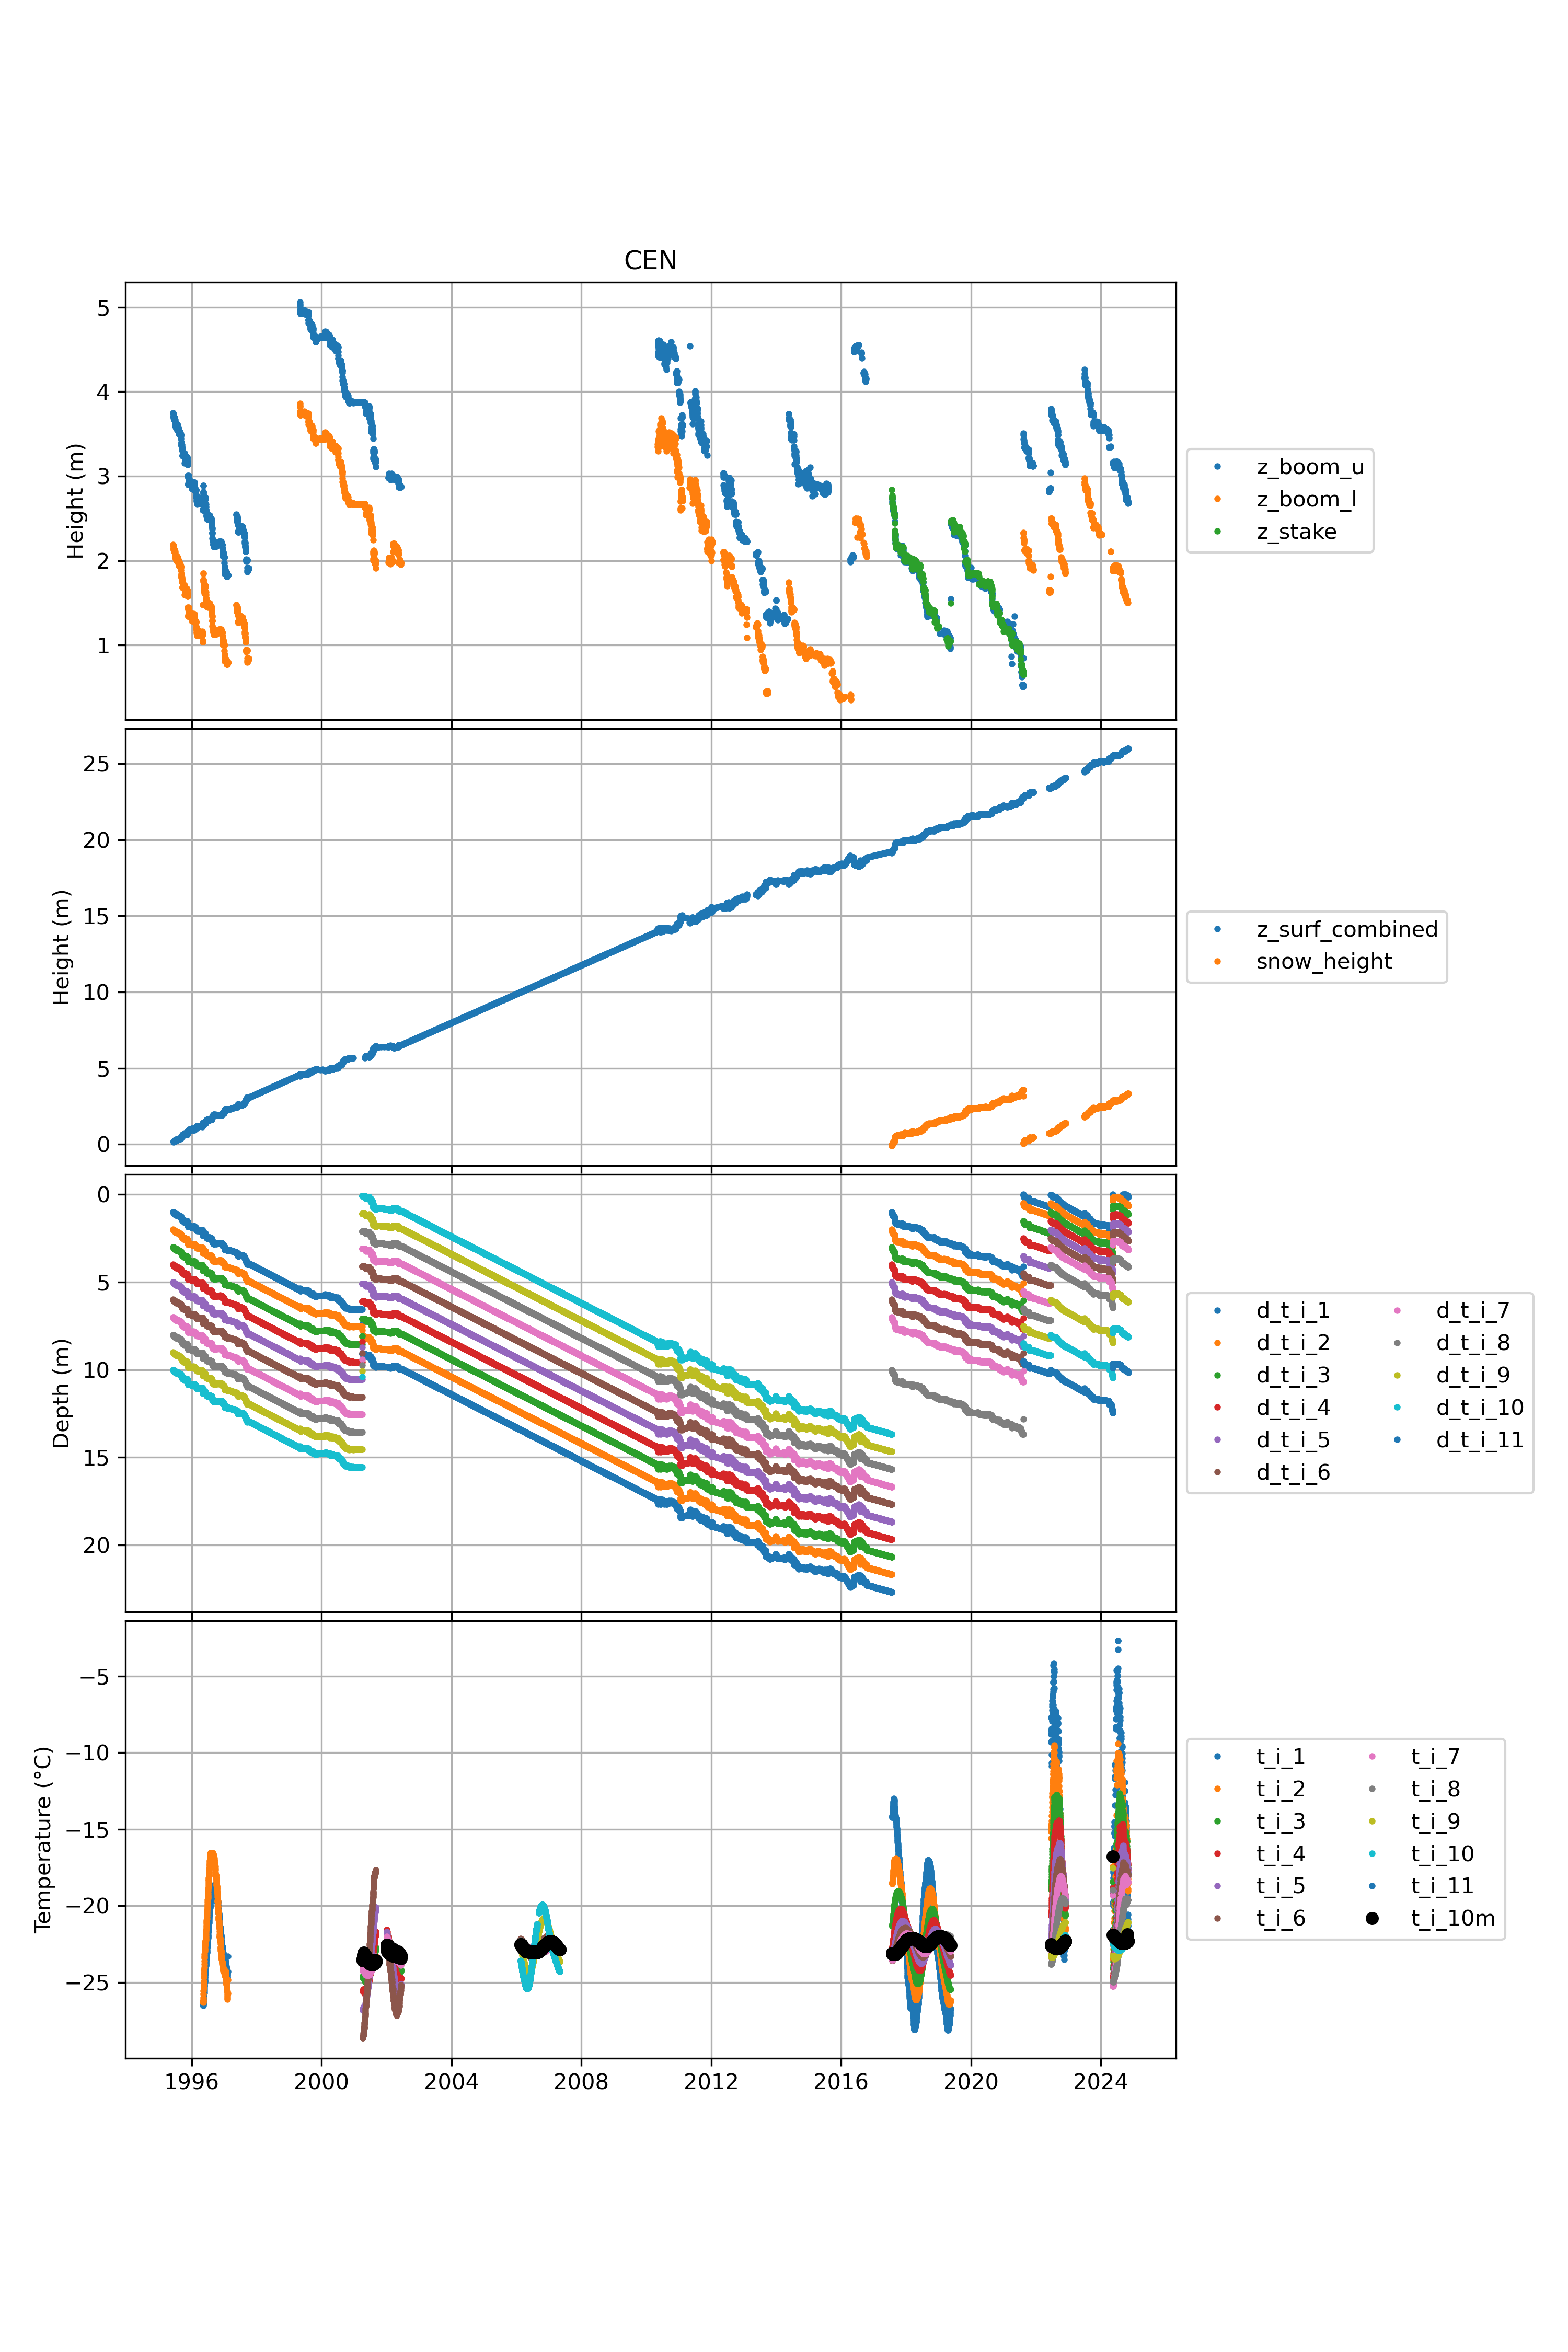 CEN
5
4
3
2
1
Height (m)
z_boom_u
z_boom_l
z_stake
25
20
15
10
5
0
Height (m)
z_surf_combined
snow_height
0
5
10
15
20
Depth (m)
d_t_i_1 d_t_i_7
d_t_i_2 d_t_i_8
d_t_i_3 d_t_i_9
d_t_i_4 d_t_i_10
d_t_i_5 d_t_i_11
d_t_i_6
−5
−10
−15
−20
−25
Temperature (°C)
t_i_1 t_i_7
t_i_2 t_i_8
t_i_3 t_i_9
t_i_4 t_i_10
t_i_5 t_i_11
t_i_6 t_i_10m
1996 2000 2004 2008 2012 2016 2020 2024